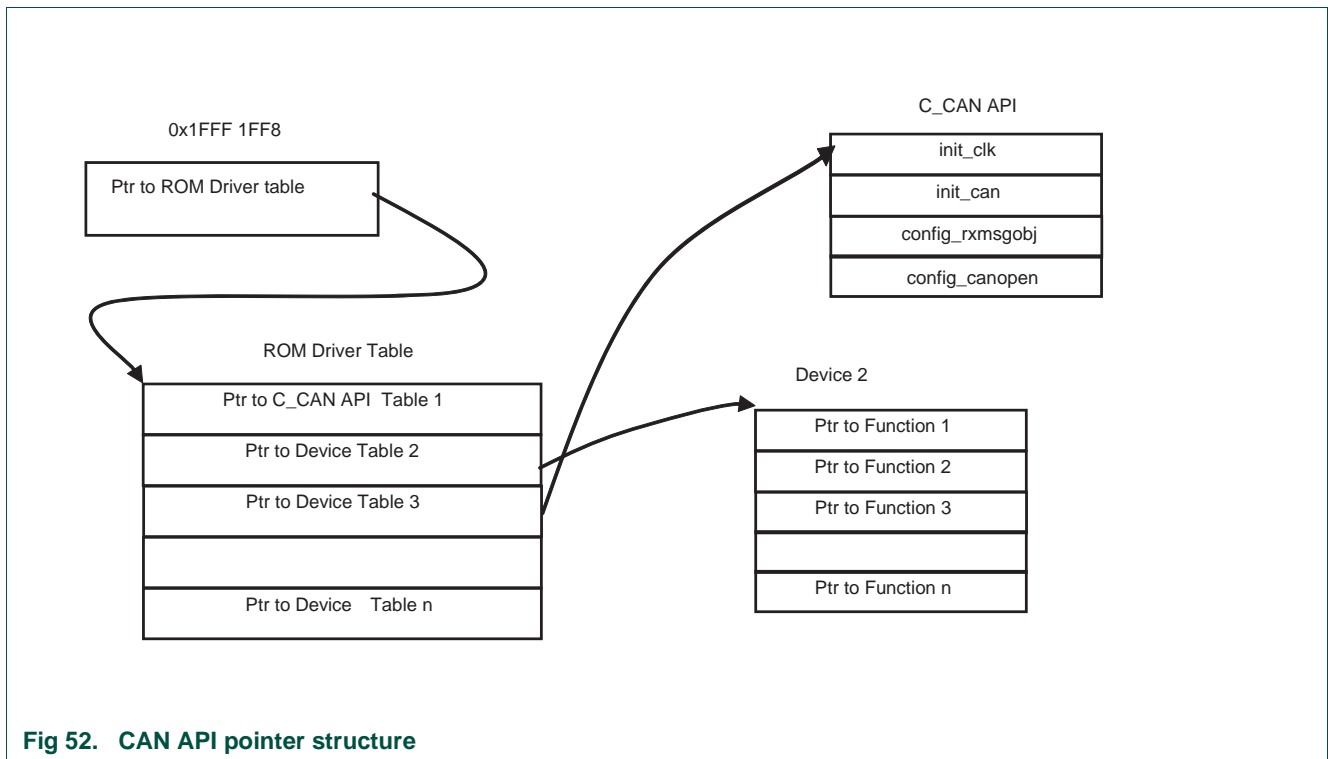 0x1FFF 1FF8
Ptr to ROM Driver table
ROM Driver Table
Ptr to C_CAN API Table 1
Ptr to Device Table 2
Ptr to Device Table 3
Ptr to Device Table n
C_CAN API
init_clk
init_can
config_rxmsgobj
config_canopen
Device 2
Ptr to Function 1
Ptr to Function 2
Ptr to Function 3
Ptr to Function n
Fig 52. CAN API pointer structure